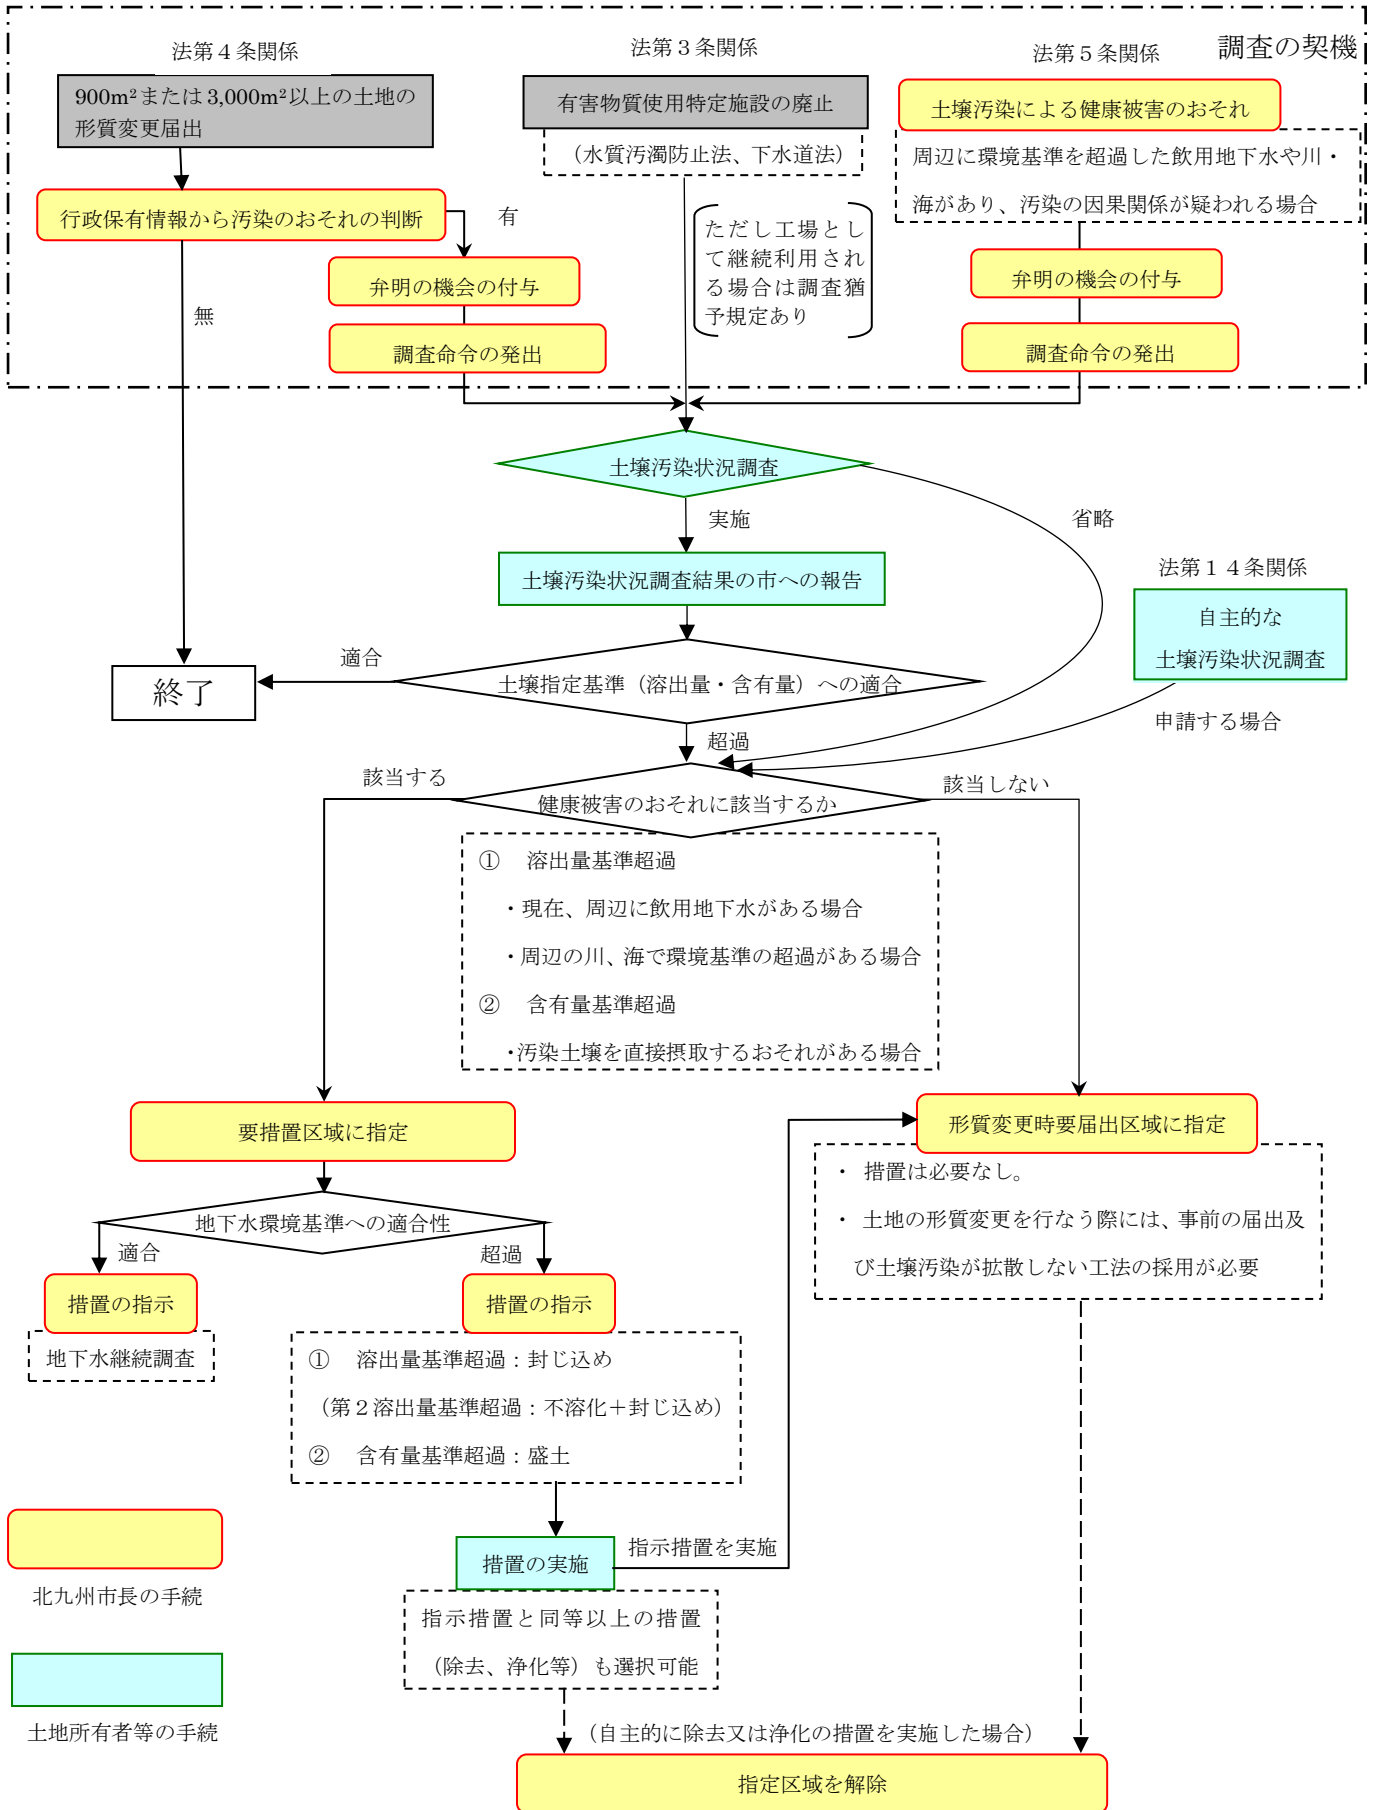 調査の契機
法第４条関係
900m²または3,000m²以上の土地の
形質変更届出
行政保有情報から汚染のおそれの判断
有
無
弁明の機会の付与
調査命令の発出
法第３条関係
有害物質使用特定施設の廃止
（水質汚濁防止法、下水道法）
ただし工場とし
て継続利用され
る場合は調査猶
予規定あり
法第５条関係
土壌汚染による健康被害のおそれ
周辺に環境基準を超過した飲用地下水や川・
海があり、汚染の因果関係が疑われる場合
弁明の機会の付与
調査命令の発出
土壌汚染状況調査
実施
省略
土壌汚染状況調査結果の市への報告
法第１４条関係
自主的な
土壌汚染状況調査
申請する場合
土壌指定基準（溶出量・含有量）への適合
適合
終了
超過
健康被害のおそれに該当するか
該当する
該当しない
① 溶出量基準超過
・現在、周辺に飲用地下水がある場合
・周辺の川、海で環境基準の超過がある場合
② 含有量基準超過
・汚染土壌を直接摂取するおそれがある場合
要措置区域に指定
形質変更時要届出区域に指定
・ 措置は必要なし。
・ 土地の形質変更を行なう際には、事前の届出及
び土壌汚染が拡散しない工法の採用が必要
地下水環境基準への適合性
適合
超過
措置の指示
地下水継続調査
措置の指示
① 溶出量基準超過：封じ込め
（第２溶出量基準超過：不溶化＋封じ込め）
② 含有量基準超過：盛土
措置の実施
指示措置を実施
指示措置と同等以上の措置
（除去、浄化等）も選択可能
（自主的に除去又は浄化の措置を実施した場合）
指定区域を解除
北九州市長の手続
土地所有者等の手続